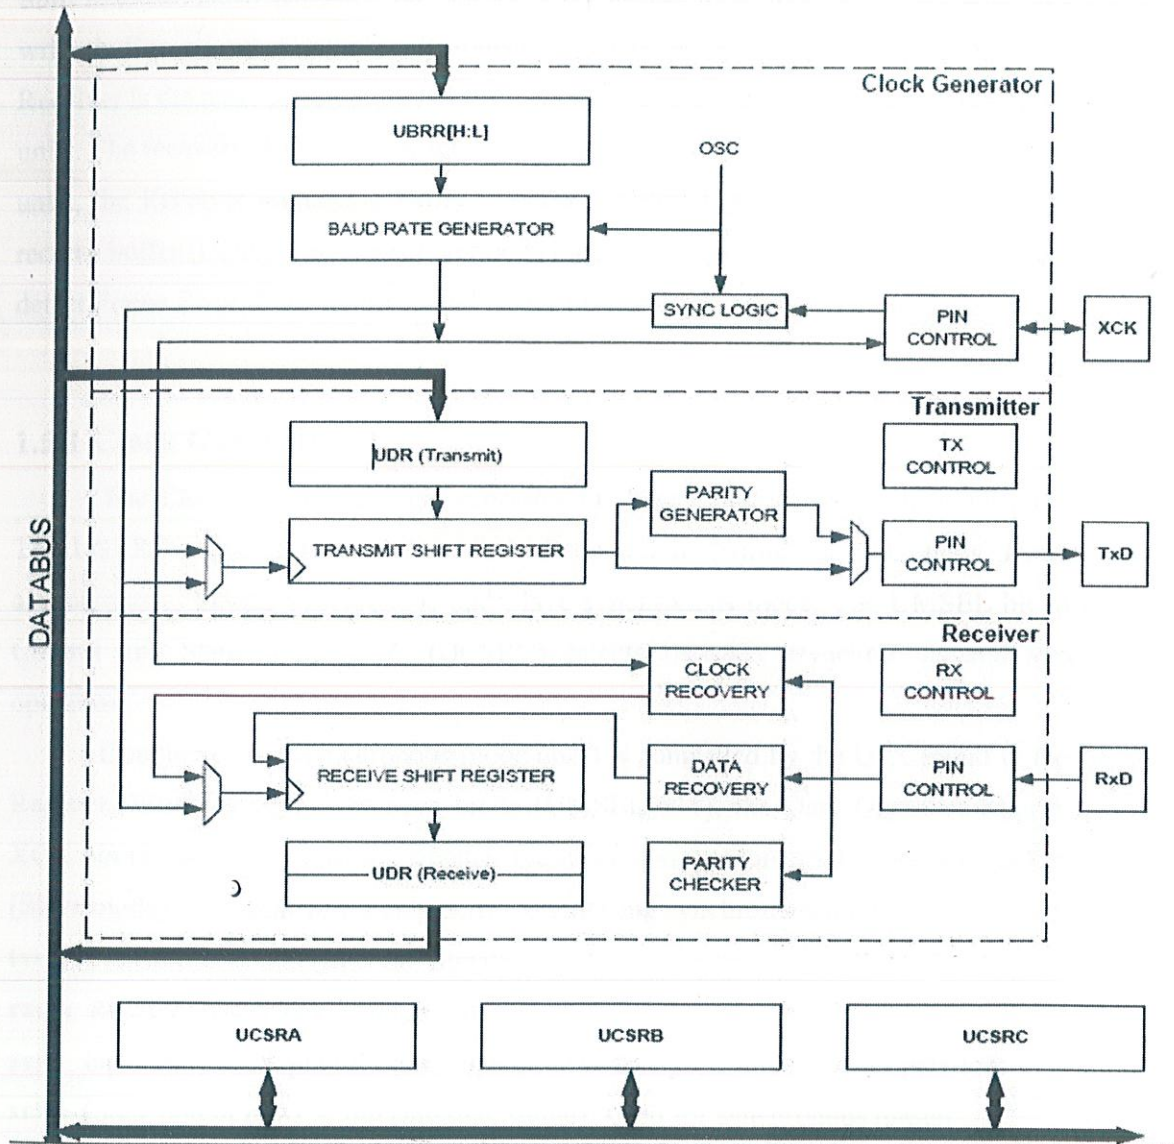 Clock Generator
UBRR[H:L]
OSC
BAUD RATE GENERATOR
SYNC LOGIC
PIN
CONTROL
XCK
Transmitter
UDR (Transmit)
TX
CONTROL
PARITY
GENERATOR
TRANSMIT SHIFT REGISTER
PIN
CONTROL
TxD
DATABUS
Receiver
CLOCK
RECOVERY
RX
CONTROL
RECEIVE SHIFT REGISTER
DATA
RECOVERY
PIN
CONTROL
RxD
UDR (Receive)
PARITY
CHECKER
UCSRA
UCSRB
UCSRC